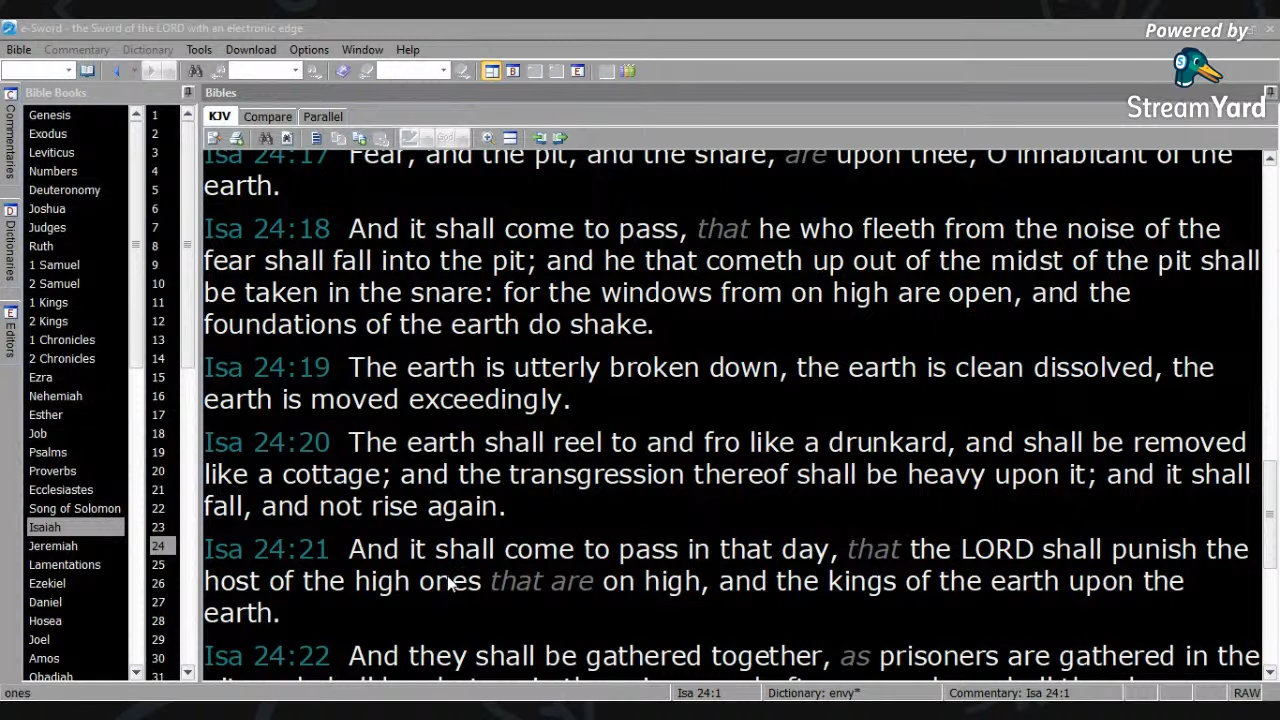 e-Sword - the Sword of the LORD with an electronic edge
Powered by
StreamYard
Bible Commentary Dictionary Tools Download Options Window Help
B E
Bible Books
Bibles
Commentaries
Dictionaries
Editors
KJV Compare Parallel
God
Genesis 1
Exodus 2
Leviticus 3
Numbers 4
Deuteronomy 5
Joshua 6
Judges 7
Ruth 8
1 Samuel 9
2 Samuel 10
1 Kings 11
2 Kings 12
1 Chronicles 13
2 Chronicles 14
Ezra 15
Nehemiah 16
Esther 17
Job 18
Psalms 19
Proverbs 20
Ecclesiastes 21
Song of Solomon 22
Isaiah 23
Jeremiah 24
Lamentations 25
Ezekiel 26
Daniel 27
Hosea 28
Joel 29
Amos 30
Obadiah 31
Isa 24:17 Fear, and the pit, and the snare, are upon thee, O inhabitant of the
earth.
Isa 24:18 And it shall come to pass, that he who fleeth from the noise of the
fear shall fall into the pit; and he that cometh up out of the midst of the pit shall
be taken in the snare: for the windows from on high are open, and the
foundations of the earth do shake.
Isa 24:19 The earth is utterly broken down, the earth is clean dissolved, the
earth is moved exceedingly.
Isa 24:20 The earth shall reel to and fro like a drunkard, and shall be removed
like a cottage; and the transgression thereof shall be heavy upon it; and it shall
fall, and not rise again.
Isa 24:21 And it shall come to pass in that day, that the LORD shall punish the
host of the high ones that are on high, and the kings of the earth upon the
earth.
Isa 24:22 And they shall be gathered together, as prisoners are gathered in the
ones
Isa 24:1
Dictionary: envy*
Commentary: Isa 24:1
RAW